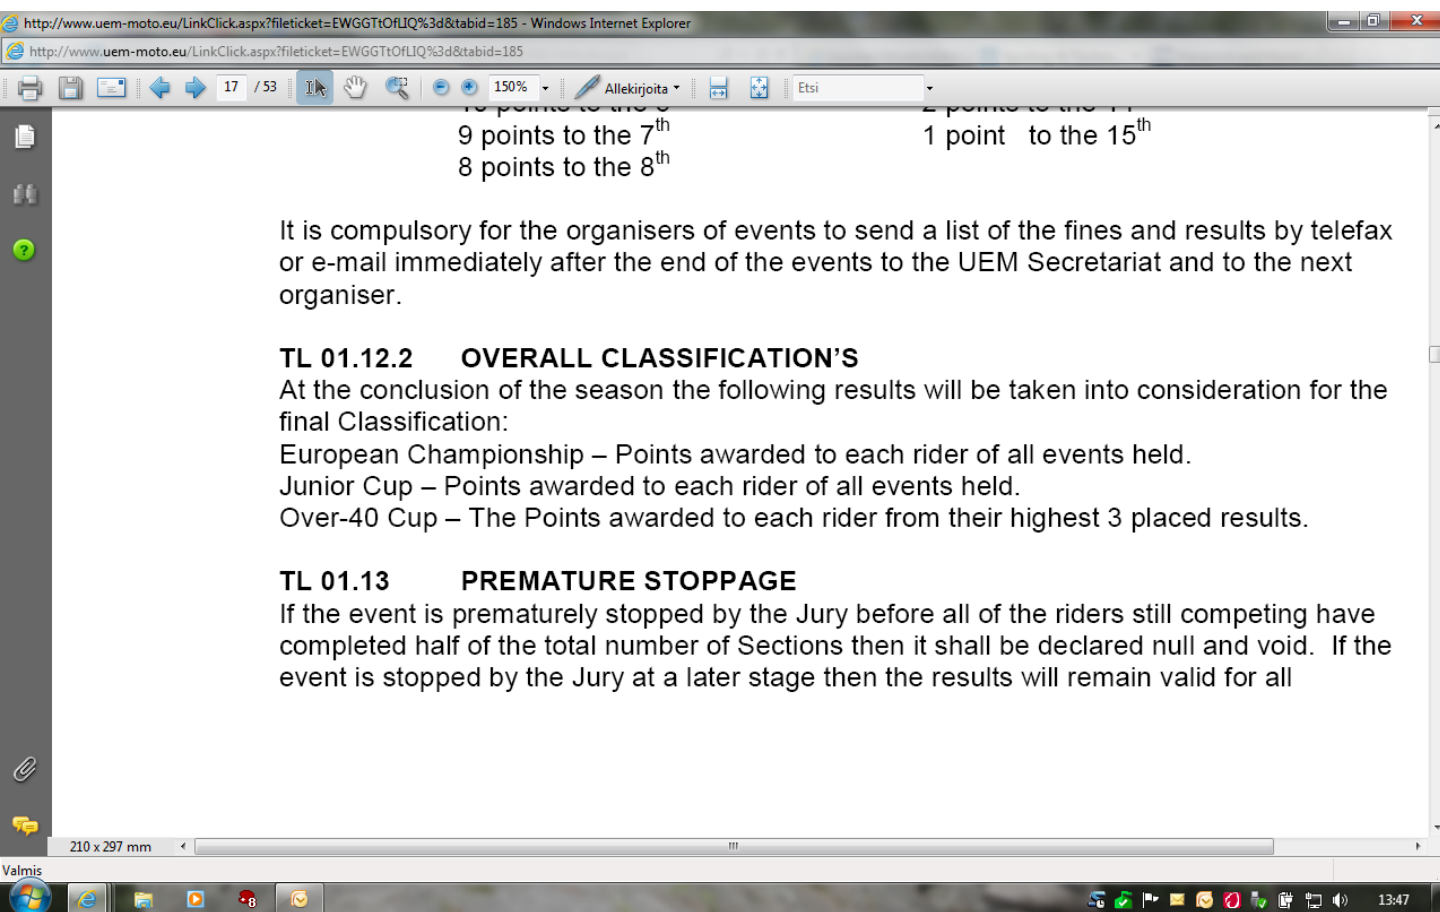 http://www.uem-moto.eu/LinkClick.aspx?fileticket=EWGGTtOfLIQ%3d&tabid=185 - Windows Internet Explorer
http://www.uem-moto.eu/LinkClick.aspx?fileticket=EWGGTtOfLIQ%3d&tabid=185
17 / 53 150% Allekirjoita Etsi
points to the
9 points to the 7th 1 point to the 15th
8 points to the 8th
It is compulsory for the organisers of events to send a list of the fines and results by telefax
or e-mail immediately after the end of the events to the UEM Secretariat and to the next
organiser.
TL 01.12.2 OVERALL CLASSIFICATION'S
At the conclusion of the season the following results will be taken into consideration for the
final Classification:
European Championship – Points awarded to each rider of all events held.
Junior Cup – Points awarded to each rider of all events held.
Over-40 Cup – The Points awarded to each rider from their highest 3 placed results.
TL 01.13 PREMATURE STOPPAGE
If the event is prematurely stopped by the Jury before all of the riders still competing have
completed half of the total number of Sections then it shall be declared null and void. If the
event is stopped by the Jury at a later stage then the results will remain valid for all
210 x 297 mm
Valmis
8 13:47